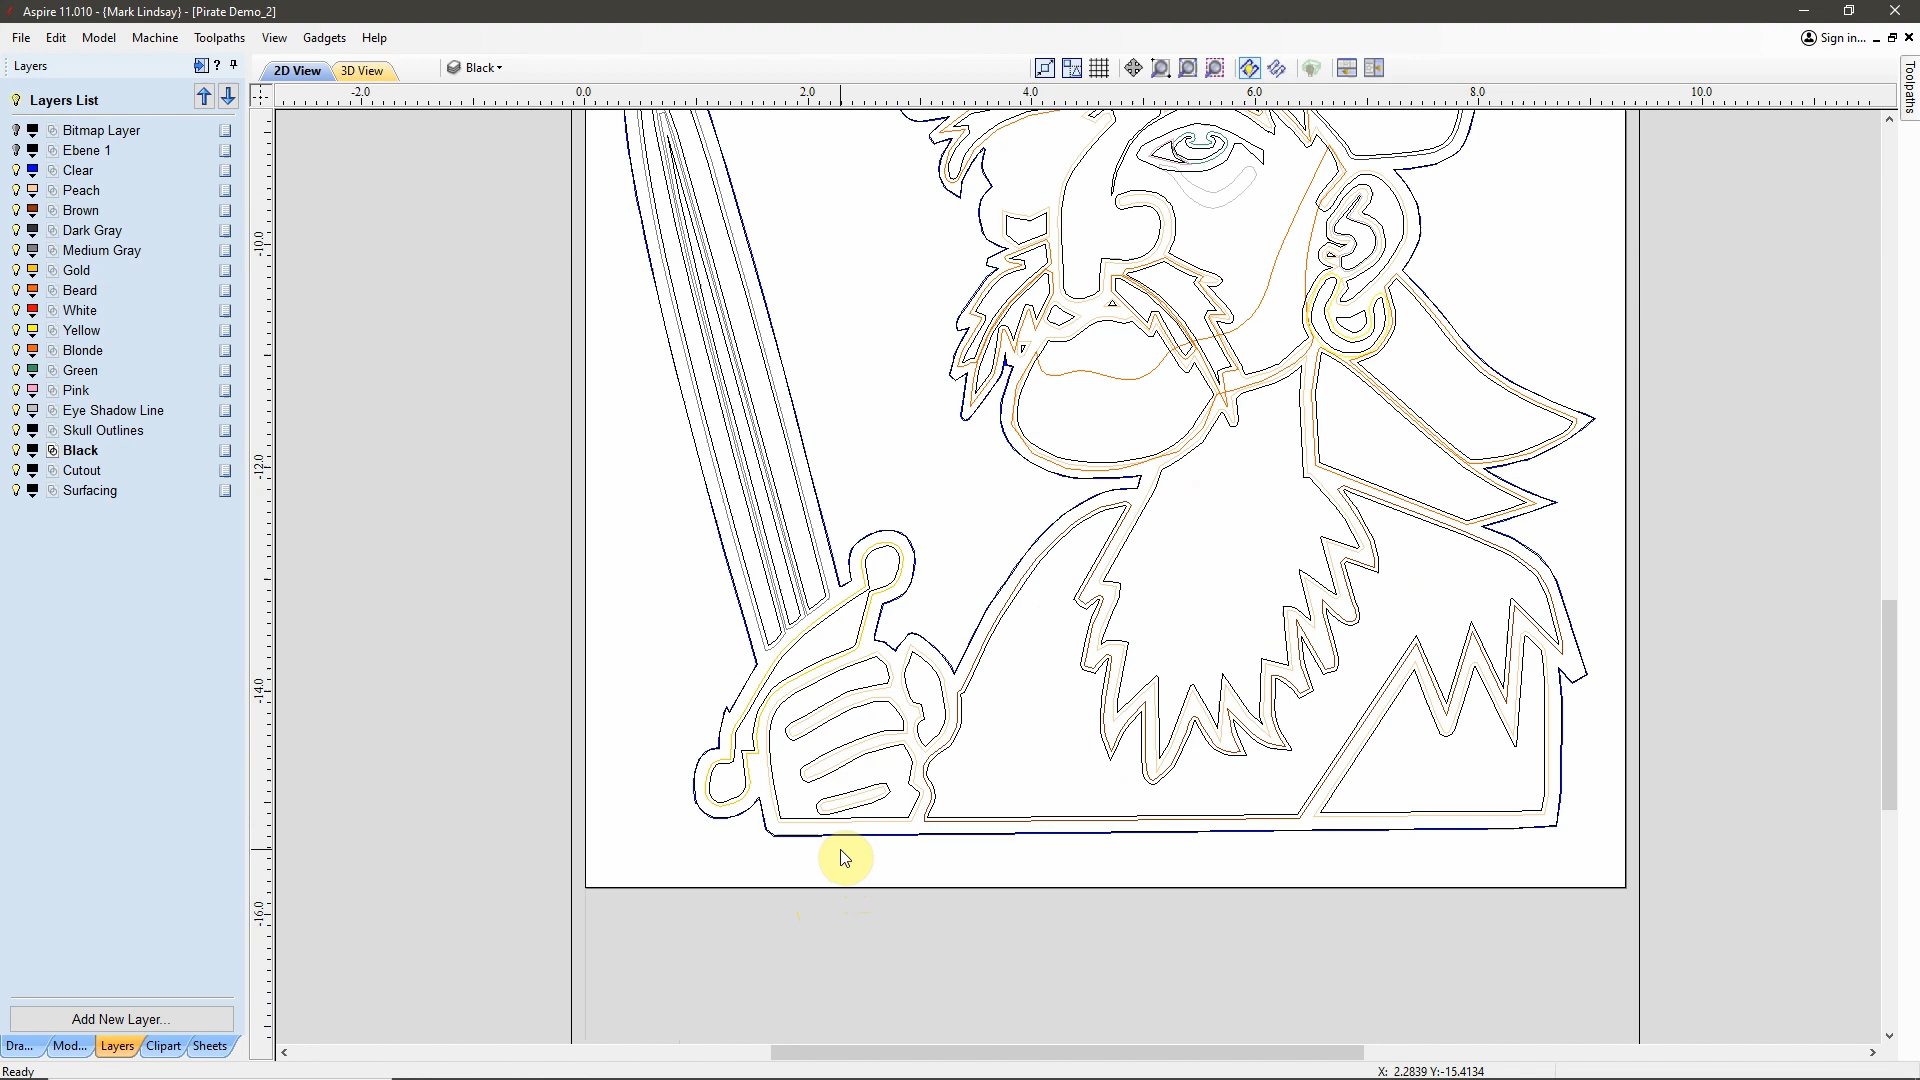 Aspire 11.010 - {Mark Lindsay} - [Pirate Demo_2]
File Edit Model Machine Toolpaths View Gadgets Help
Sign in...
Layers ?
2D View 3D View Black
Toolpaths
Layers List
-2.0 0.0 2.0 4.0 6.0 8.0 10.0
Bitmap Layer
Ebene 1
Clear
Peach
Brown
Dark Gray
Medium Gray
Gold
Beard
White
Yellow
Blonde
Green
Pink
Eye Shadow Line
Skull Outlines
Black
Cutout
Surfacing
-10.0
-12.0
-14.0
-16.0
Add New Layer...
Dra... Mod... Layers Clipart Sheets
Ready
X: 2.2839 Y:-15.4134